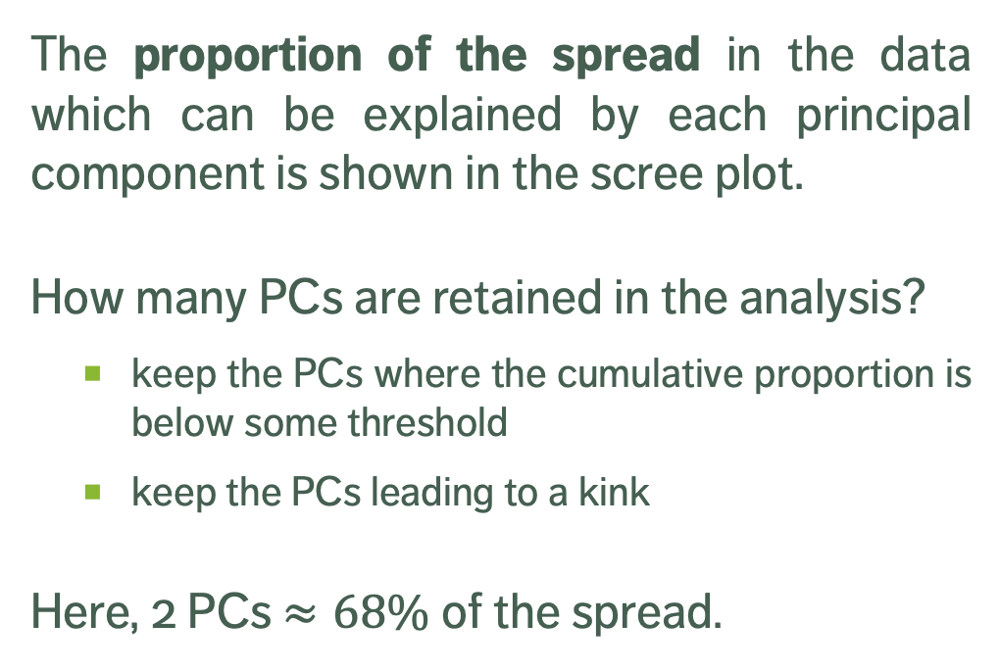 The proportion of the spread in the data
which can be explained by each principal
component is shown in the scree plot.
How many PCs are retained in the analysis?
keep the PCs where the cumulative proportion is
below some threshold
keep the PCs leading to a kink
Here, 2 PCs ≈ 68% of the spread.